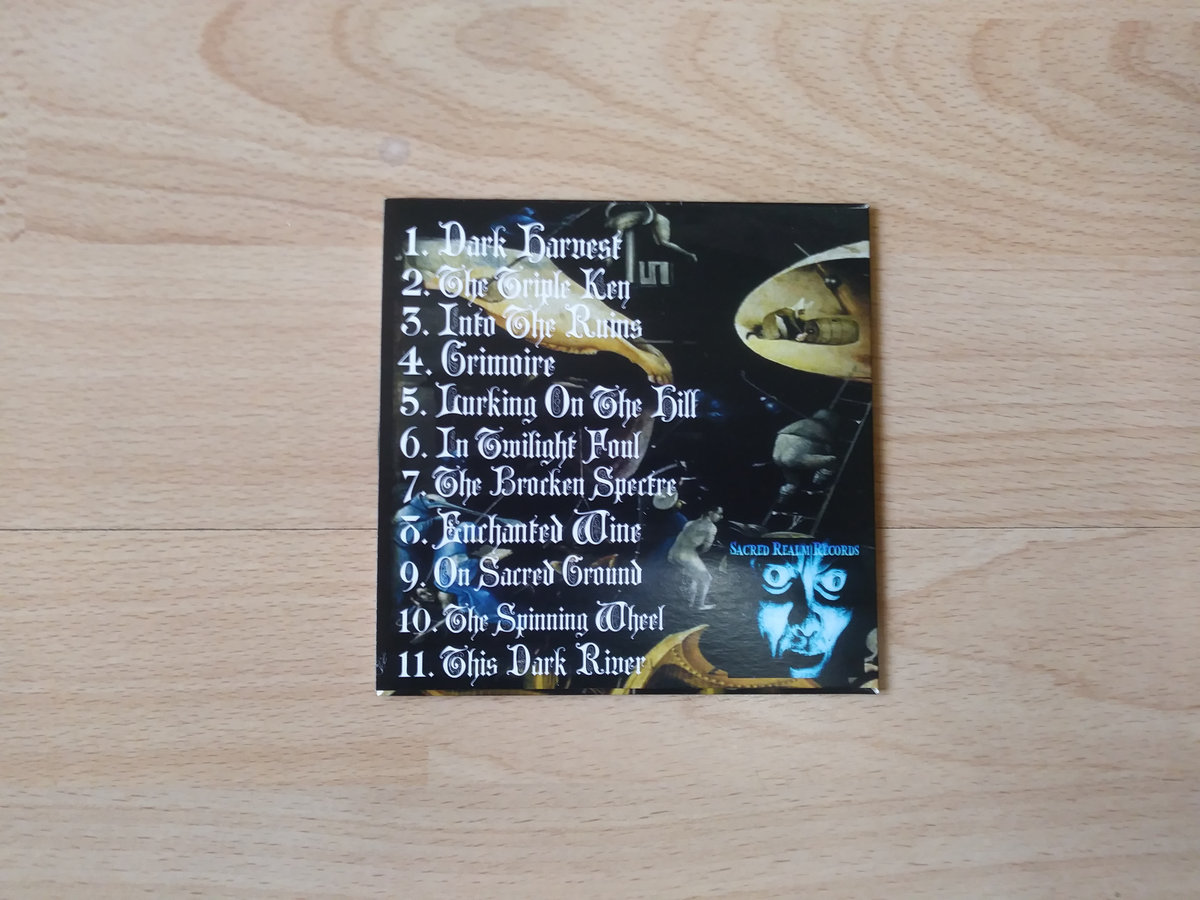 1. Dark Harvest
2. The Triple Key
3. Into The Ruins
4. Grimoire
5. Lurking On The Hill
6. In Twilight Foul
7. The Brocken Spectre
8. Enchanted Wine
9. On Sacred Ground
10. The Spinning Wheel
11. This Dark River
Sacred Realm Records